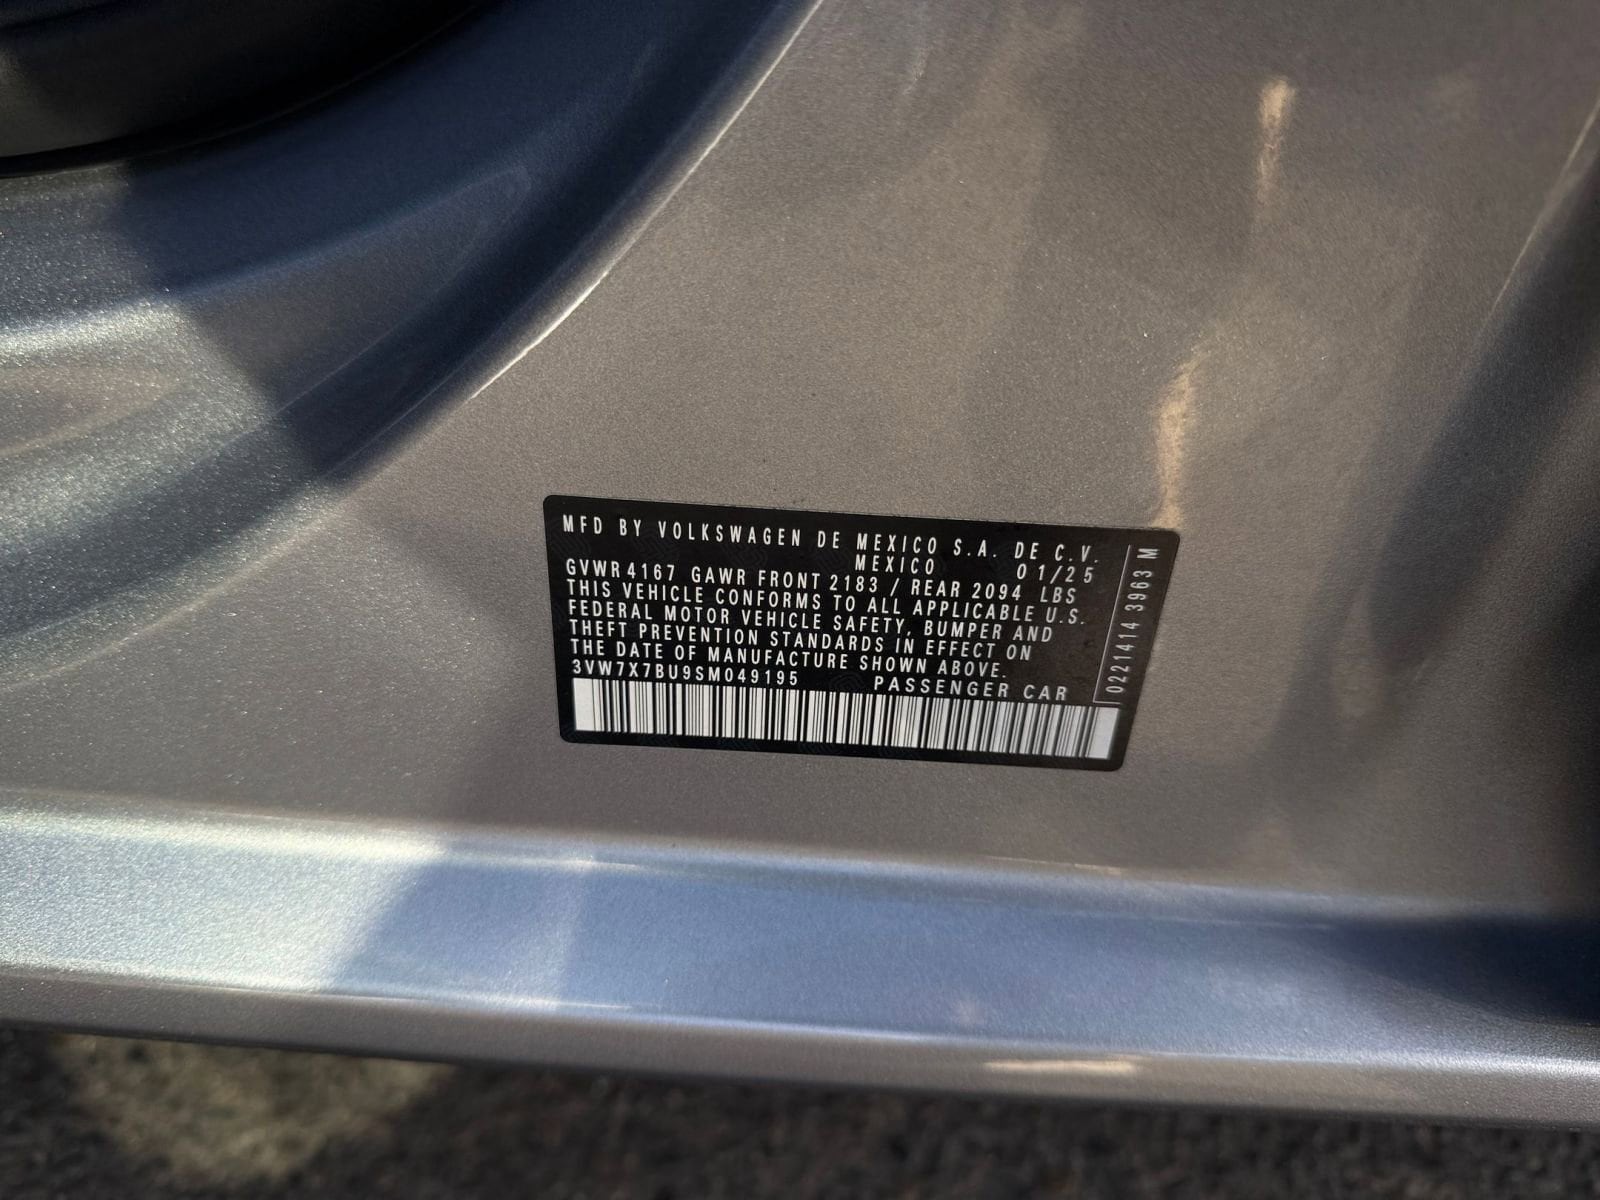 MFD BY VOLKSWAGEN DE MEXICO S.A. DE C.V.
MEXICO 01/25
GVWR 4167 GAWR FRONT 2183 / REAR 2094 LBS
THIS VEHICLE CONFORMS TO ALL APPLICABLE U.S.
FEDERAL MOTOR VEHICLE SAFETY, BUMPER AND
THEFT PREVENTION STANDARDS IN EFFECT ON
THE DATE OF MANUFACTURE SHOWN ABOVE.
3VW7X7BU9SM049195 PASSENGER CAR
0221414 3963 M